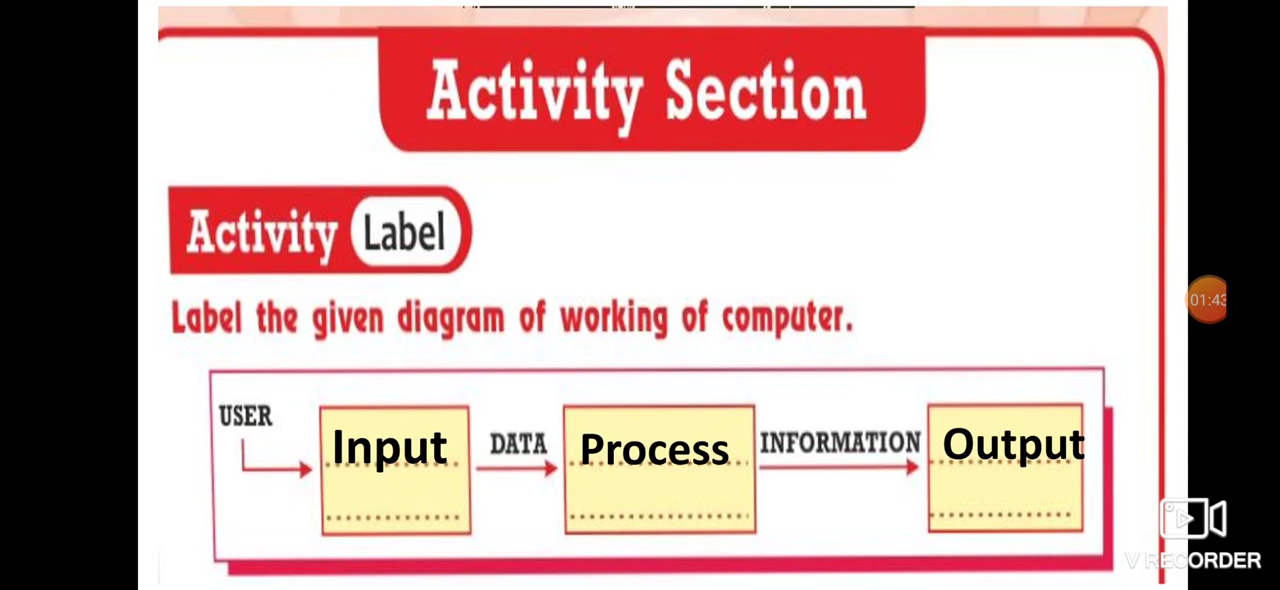 Activity Section
Activity Label
Label the given diagram of working of computer.
USER
Input DATA Process INFORMATION Output
01:43
V RECORDER